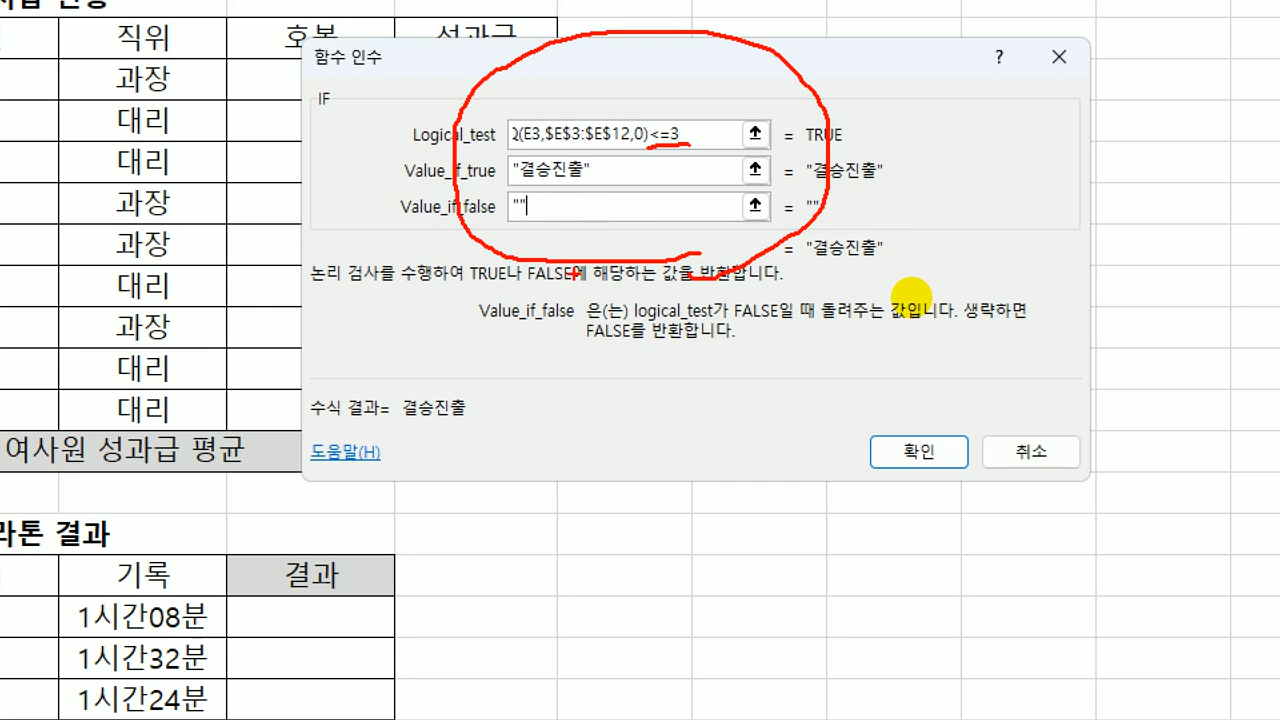 직위
과장
대리
대리
과장
과장
대리
과장
대리
대리
여사원 성과급 평균
함수 인수
?
IF
Logical_test (E3,$E$3:$E$12,0)<=3 = TRUE
Value_if_true "결승진출" = "결승진출"
Value_if_false "" = ""
= "결승진출"
논리 검사를 수행하여 TRUE나 FALSE에 해당하는 값을 반환합니다.
Value_if_false 은(는) logical_test가 FALSE일 때 돌려주는 값입니다. 생략하면
FALSE를 반환합니다.
수식 결과= 결승진출
도움말(H)
확인
취소
결과
기록 결과
1시간08분
1시간32분
1시간24분